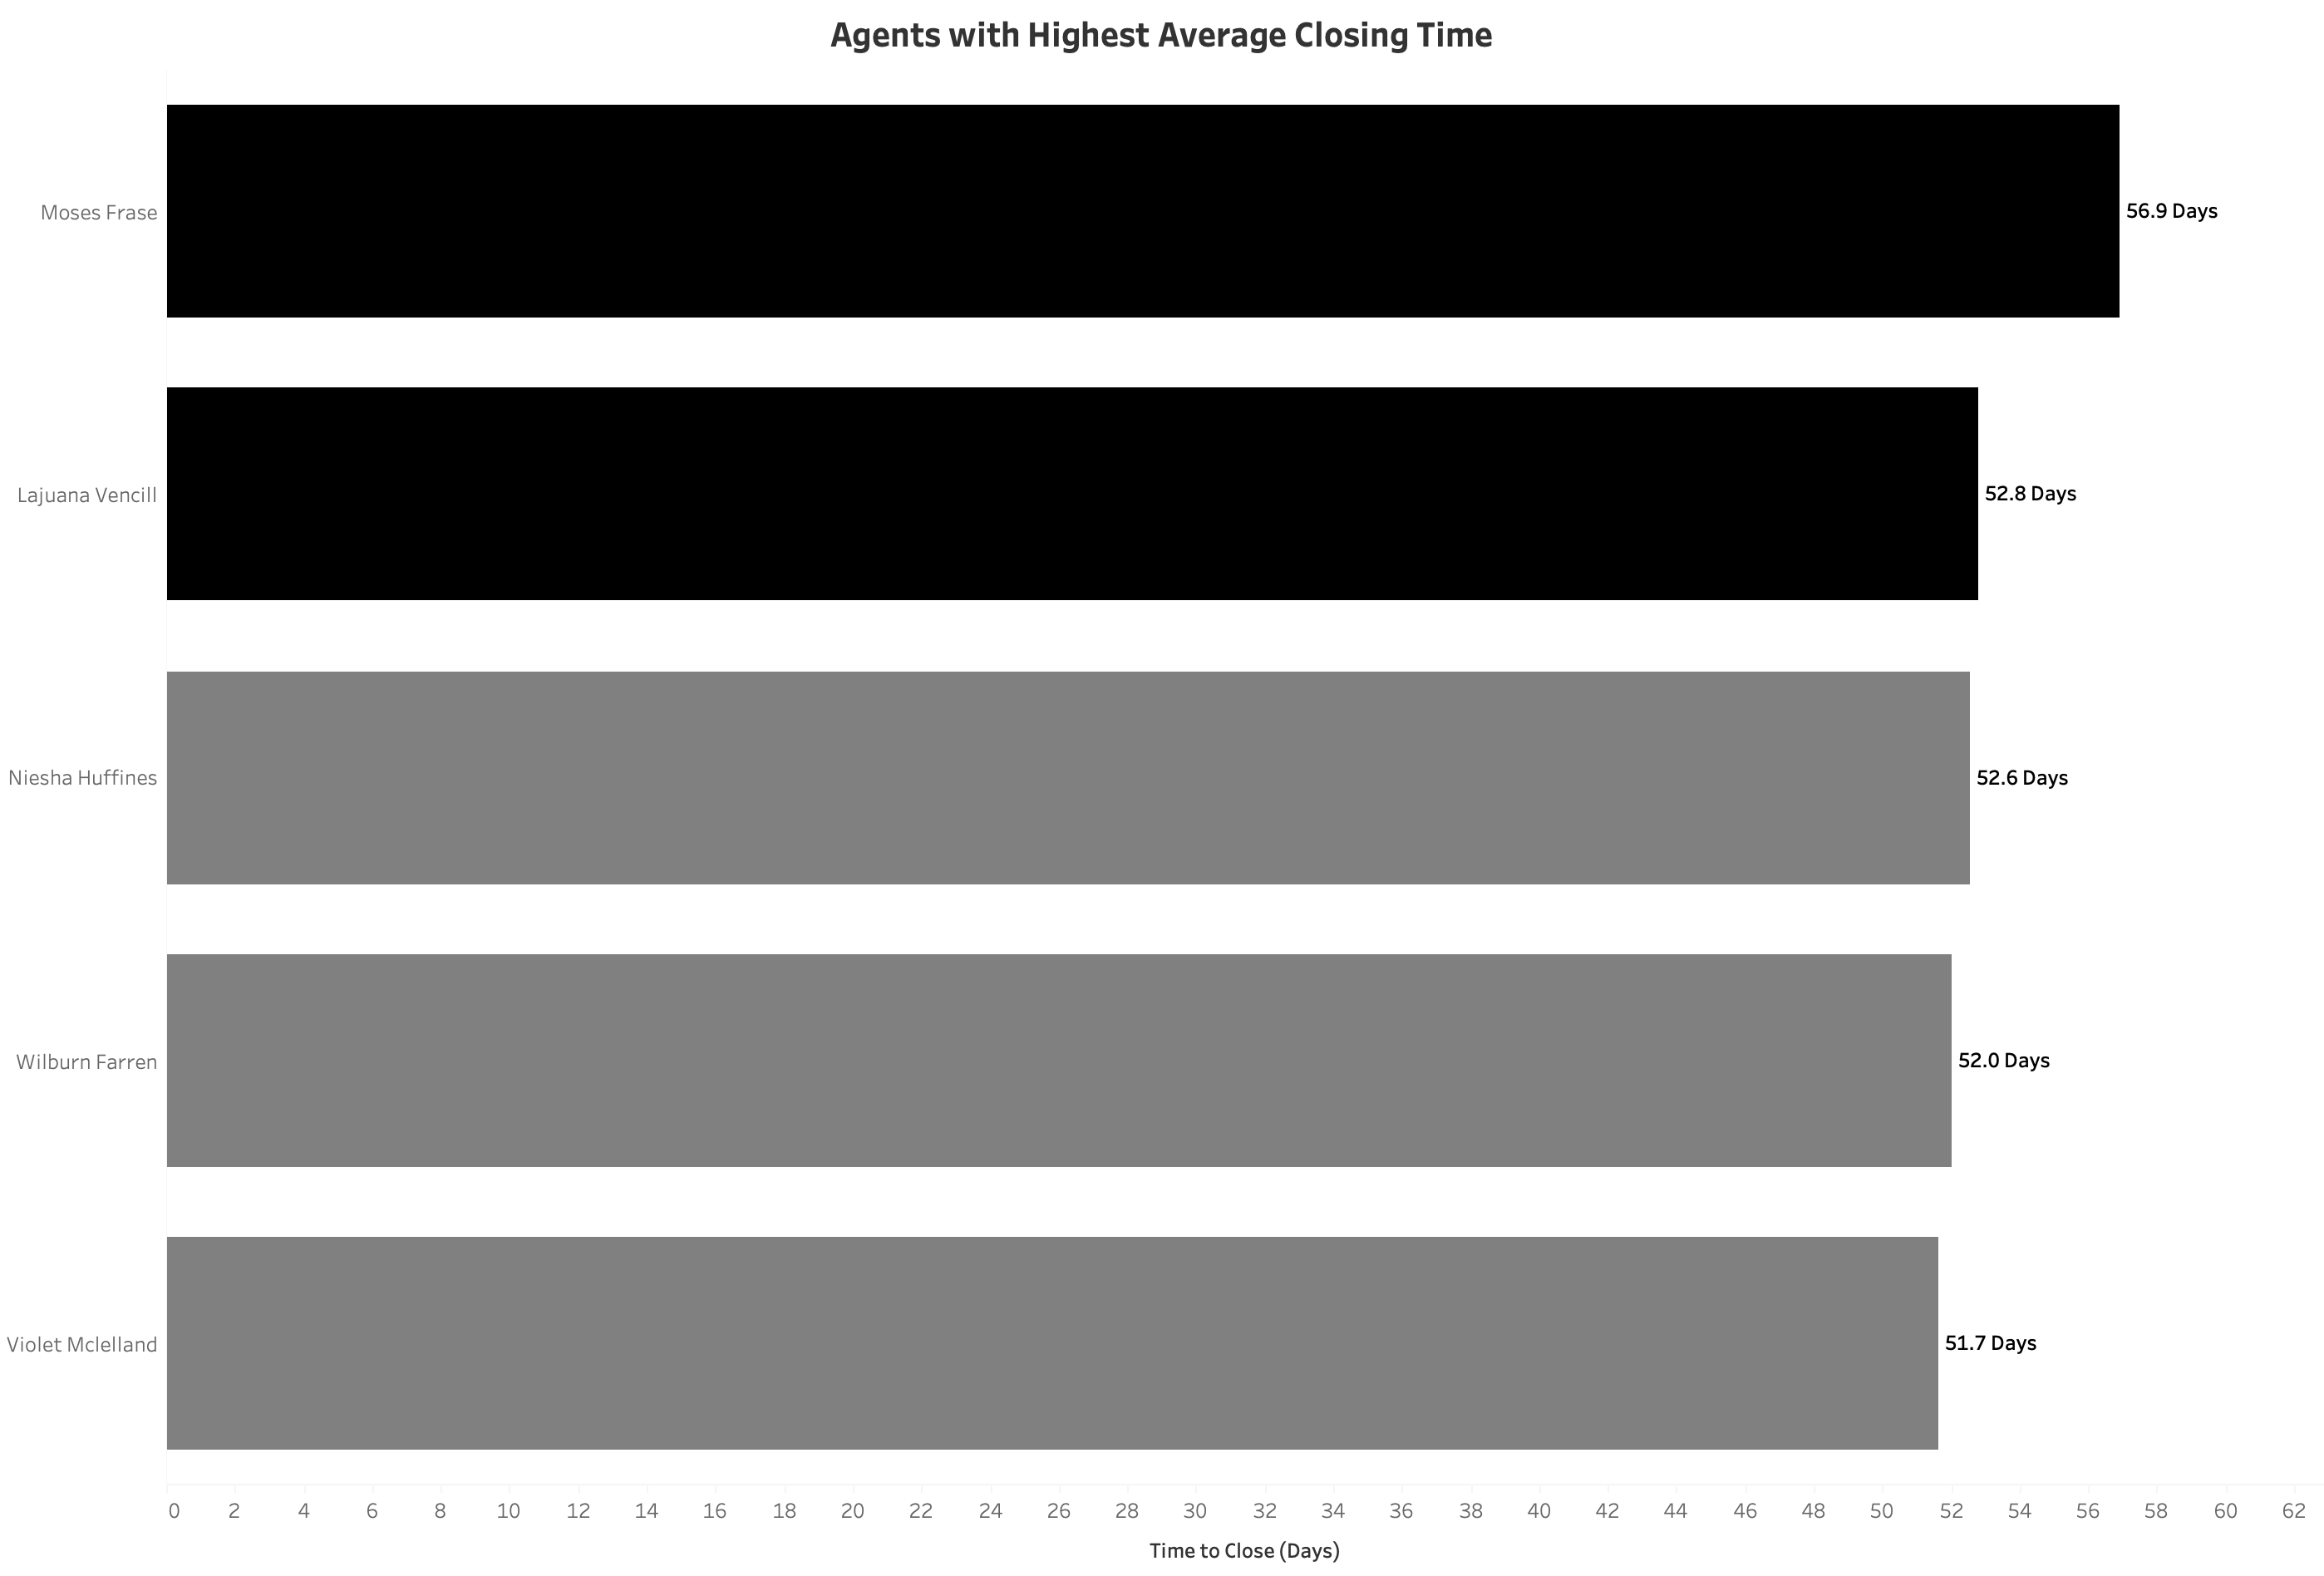 Agents with Highest Average Closing Time
Moses Frase
56.9 Days
Lajuana Vencill
52.8 Days
Niesha Huffines
52.6 Days
Wilburn Farren
52.0 Days
Violet Mclelland
51.7 Days
0 2 4 6 8 10 12 14 16 18 20 22 24 26 28 30 32 34 36 38 40 42 44 46 48 50 52 54 56 58 60 62
Time to Close (Days)